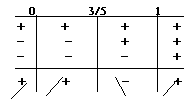 0 3/5 1
+ + + +
− − + +
− − − +
+ + − +